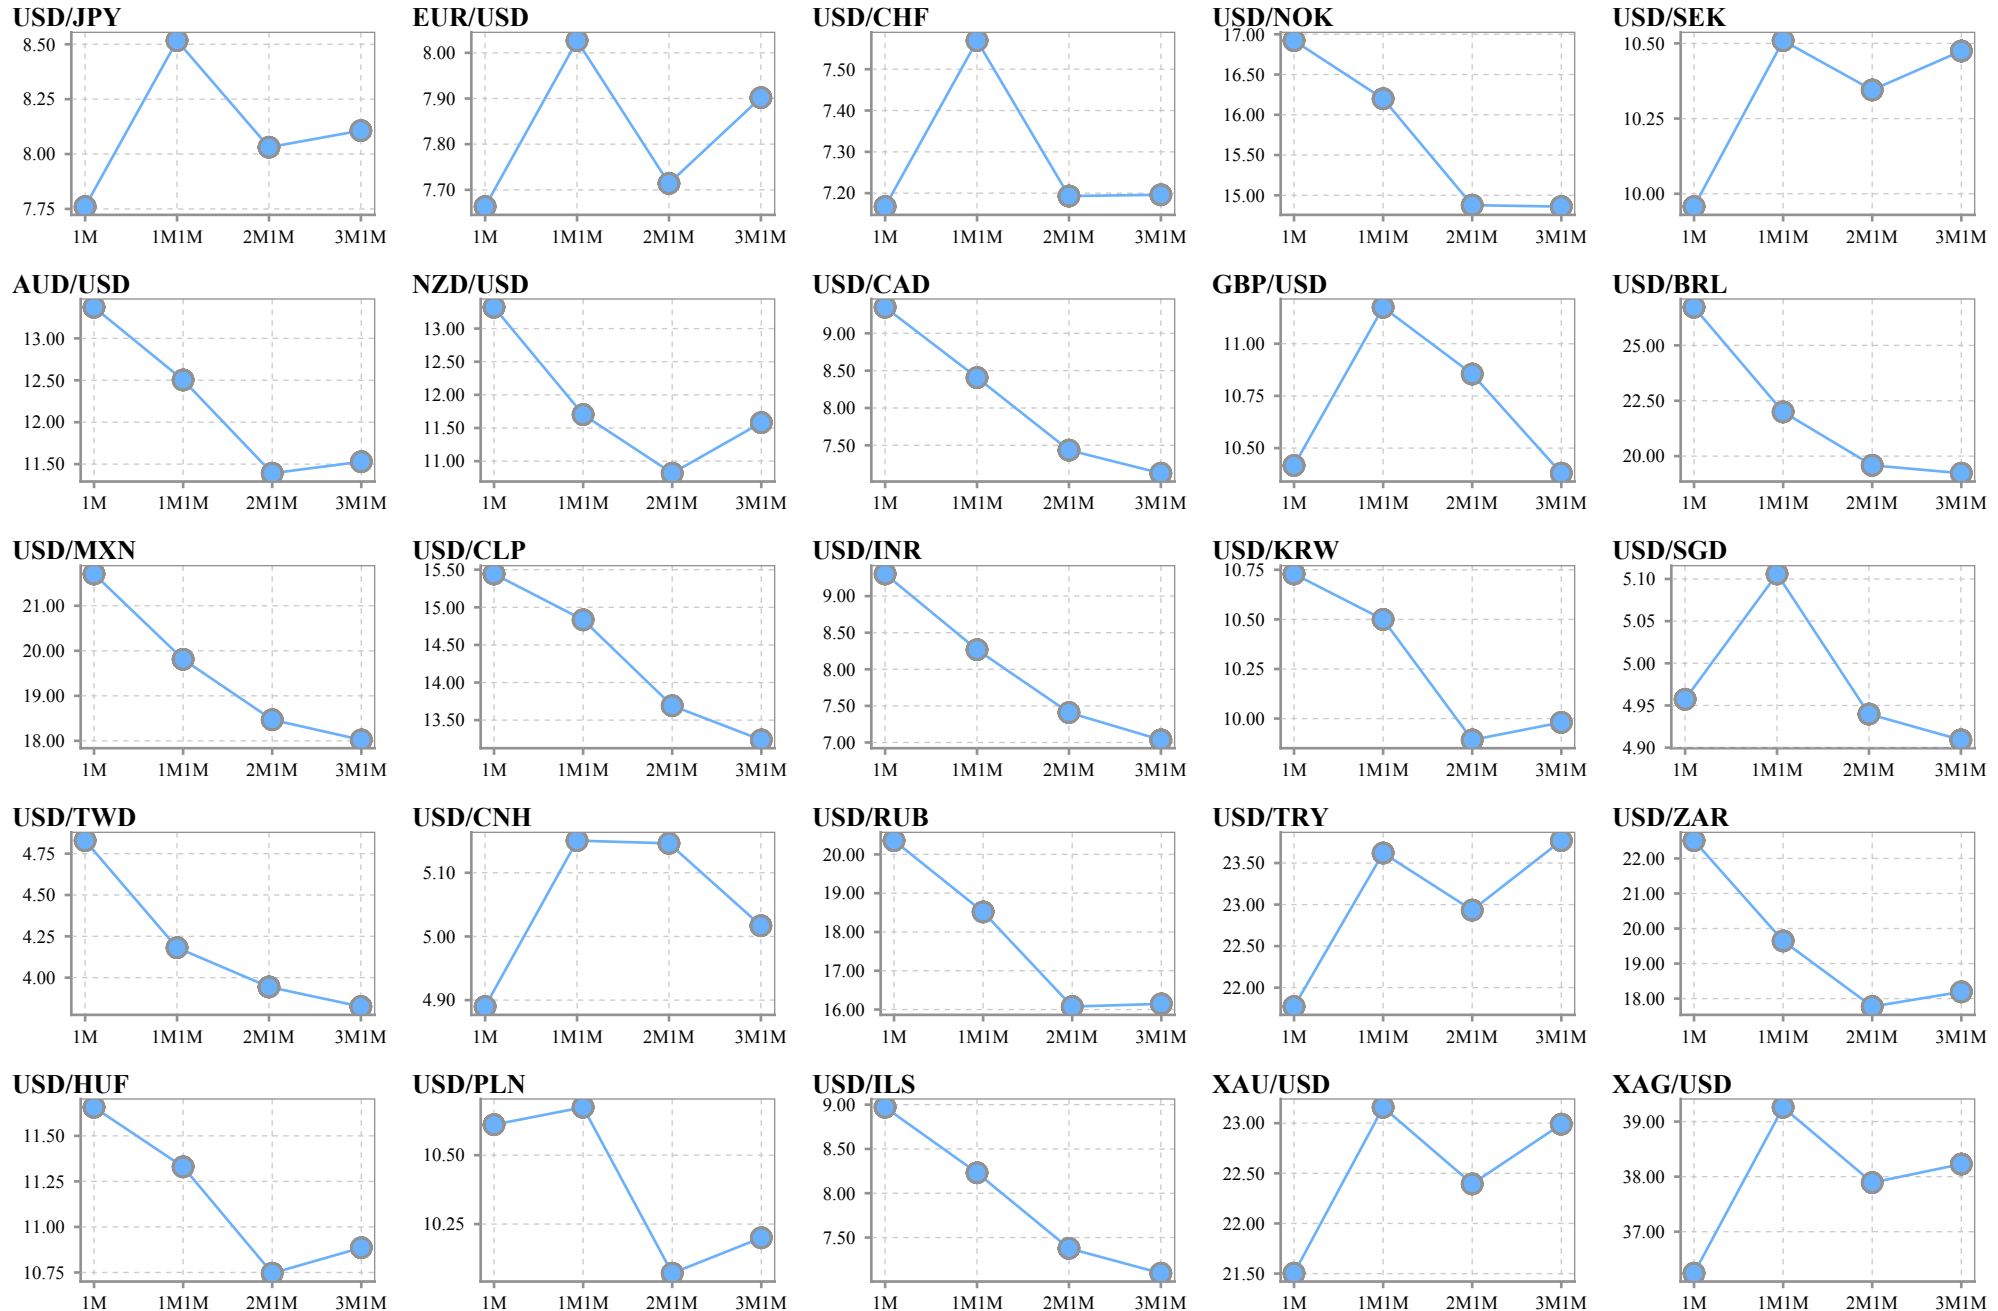 USD/JPY
8.50
8.25
8.00
7.75
1M 1M1M 2M1M 3M1M
EUR/USD
8.00
7.90
7.80
7.70
1M 1M1M 2M1M 3M1M
USD/CHF
7.50
7.40
7.30
7.20
1M 1M1M 2M1M 3M1M
USD/NOK
17.00
16.50
16.00
15.50
15.00
1M 1M1M 2M1M 3M1M
USD/SEK
10.50
10.25
10.00
1M 1M1M 2M1M 3M1M
AUD/USD
13.00
12.50
12.00
11.50
1M 1M1M 2M1M 3M1M
NZD/USD
13.00
12.50
12.00
11.50
11.00
1M 1M1M 2M1M 3M1M
USD/CAD
9.00
8.50
8.00
7.50
1M 1M1M 2M1M 3M1M
GBP/USD
11.00
10.75
10.50
1M 1M1M 2M1M 3M1M
USD/BRL
25.00
22.50
20.00
1M 1M1M 2M1M 3M1M
USD/MXN
21.00
20.00
19.00
18.00
1M 1M1M 2M1M 3M1M
USD/CLP
15.50
15.00
14.50
14.00
13.50
1M 1M1M 2M1M 3M1M
USD/INR
9.00
8.50
8.00
7.50
7.00
1M 1M1M 2M1M 3M1M
USD/KRW
10.75
10.50
10.25
10.00
1M 1M1M 2M1M 3M1M
USD/SGD
5.10
5.05
5.00
4.95
4.90
1M 1M1M 2M1M 3M1M
USD/TWD
4.75
4.50
4.25
4.00
1M 1M1M 2M1M 3M1M
USD/CNH
5.10
5.00
4.90
1M 1M1M 2M1M 3M1M
USD/RUB
20.00
19.00
18.00
17.00
16.00
1M 1M1M 2M1M 3M1M
USD/TRY
23.50
23.00
22.50
22.00
1M 1M1M 2M1M 3M1M
USD/ZAR
22.00
21.00
20.00
19.00
18.00
1M 1M1M 2M1M 3M1M
USD/HUF
11.50
11.25
11.00
10.75
1M 1M1M 2M1M 3M1M
USD/PLN
10.50
10.25
1M 1M1M 2M1M 3M1M
USD/ILS
9.00
8.50
8.00
7.50
1M 1M1M 2M1M 3M1M
XAU/USD
23.00
22.50
22.00
21.50
1M 1M1M 2M1M 3M1M
XAG/USD
39.00
38.00
37.00
1M 1M1M 2M1M 3M1M